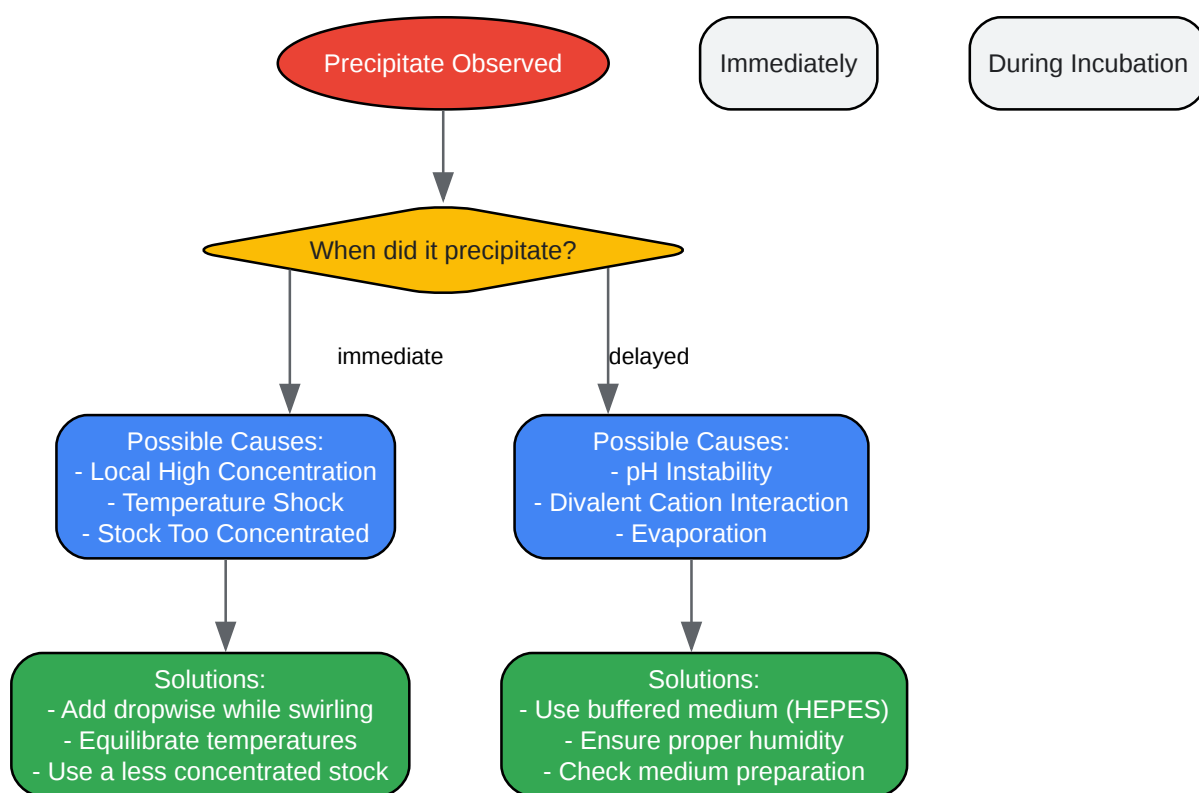 Precipitate Observed
Immediately
During Incubation
When did it precipitate?
immediate
delayed
Possible Causes:
- Local High Concentration
- Temperature Shock
- Stock Too Concentrated
Possible Causes:
- pH Instability
- Divalent Cation Interaction
- Evaporation
Solutions:
- Add dropwise while swirling
- Equilibrate temperatures
- Use a less concentrated stock
Solutions:
- Use buffered medium (HEPES)
- Ensure proper humidity
- Check medium preparation